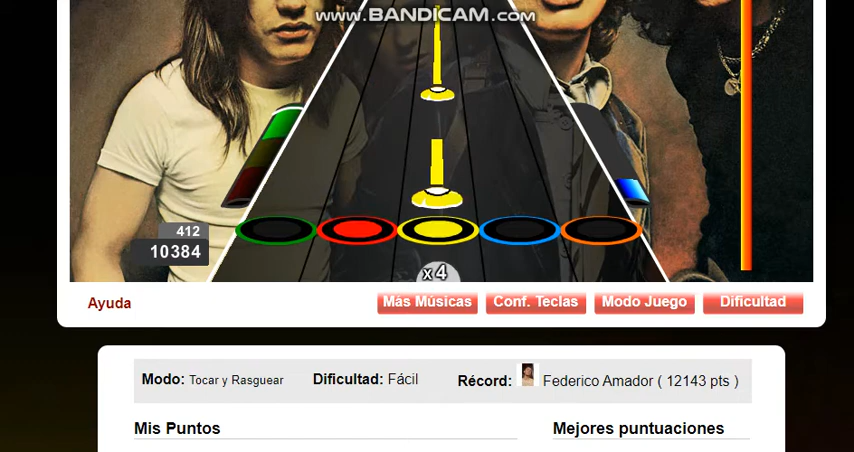 www.BANDICAM.com
412
10384
x4
Ayuda
Más Músicas
Conf. Teclas
Modo Juego
Dificultad
Modo: Tocar y Rasguear
Dificultad: Fácil
Récord: Federico Amador ( 12143 pts )
Mis Puntos
Mejores puntuaciones